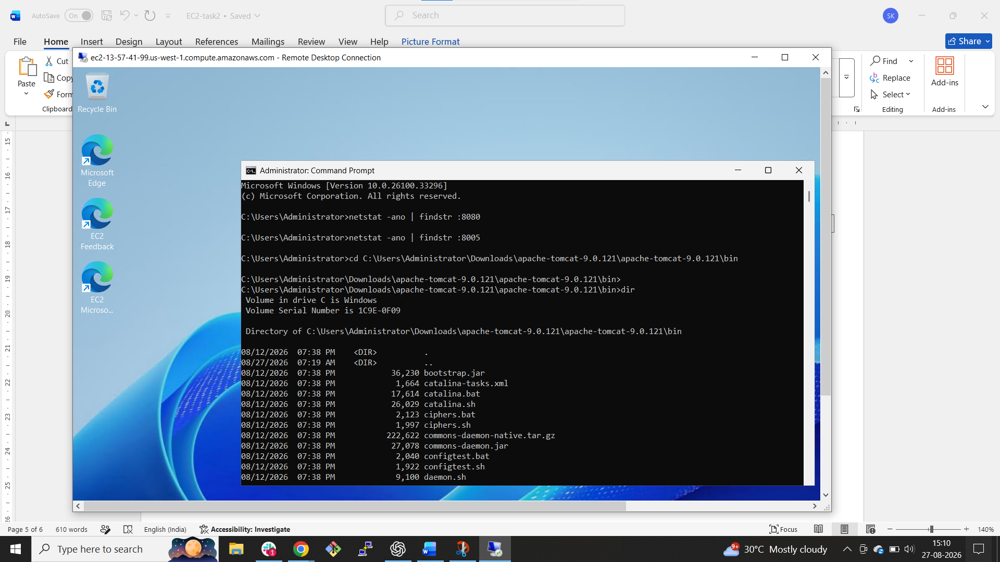 AutoSave On EC2-task2 • Saved Search SK
File Home Insert Design Layout References Mailings Review View Help Picture Format Share
Paste
Cut
Copy
Form
Clipboard
Find
Replace
Select
Editing
Add-ins
Add-ins
ec2-13-57-41-99.us-west-1.compute.amazonaws.com - Remote Desktop Connection
Recycle Bin
Microsoft
Edge
EC2
Feedback
EC2
Microso...
Administrator: Command Prompt
Microsoft Windows [Version 10.0.26100.33296]
(c) Microsoft Corporation. All rights reserved.
C:\Users\Administrator>netstat -ano | findstr :8080
C:\Users\Administrator>netstat -ano | findstr :8005
C:\Users\Administrator>cd C:\Users\Administrator\Downloads\apache-tomcat-9.0.121\apache-tomcat-9.0.121\bin
C:\Users\Administrator\Downloads\apache-tomcat-9.0.121\apache-tomcat-9.0.121\bin>
C:\Users\Administrator\Downloads\apache-tomcat-9.0.121\apache-tomcat-9.0.121\bin>dir
Volume in drive C is Windows
Volume Serial Number is 1C9E-0F09
Directory of C:\Users\Administrator\Downloads\apache-tomcat-9.0.121\apache-tomcat-9.0.121\bin
08/12/2026 07:38 PM <DIR> .
08/27/2026 07:19 AM <DIR> ..
08/12/2026 07:38 PM 36,230 bootstrap.jar
08/12/2026 07:38 PM 1,664 catalina-tasks.xml
08/12/2026 07:38 PM 17,614 catalina.bat
08/12/2026 07:38 PM 26,029 catalina.sh
08/12/2026 07:38 PM 2,123 ciphers.bat
08/12/2026 07:38 PM 1,997 ciphers.sh
08/12/2026 07:38 PM 222,622 commons-daemon-native.tar.gz
08/12/2026 07:38 PM 27,078 commons-daemon.jar
08/12/2026 07:38 PM 2,040 configtest.bat
08/12/2026 07:38 PM 1,922 configtest.sh
08/12/2026 07:38 PM 9,100 daemon.sh
15
16
17
18
19
20
21
22
23
24
25
26
Page 5 of 6 610 words English (India) Accessibility: Investigate Focus 140%
Type here to search 1 9+ 30°C Mostly cloudy 15:10
27-08-2026